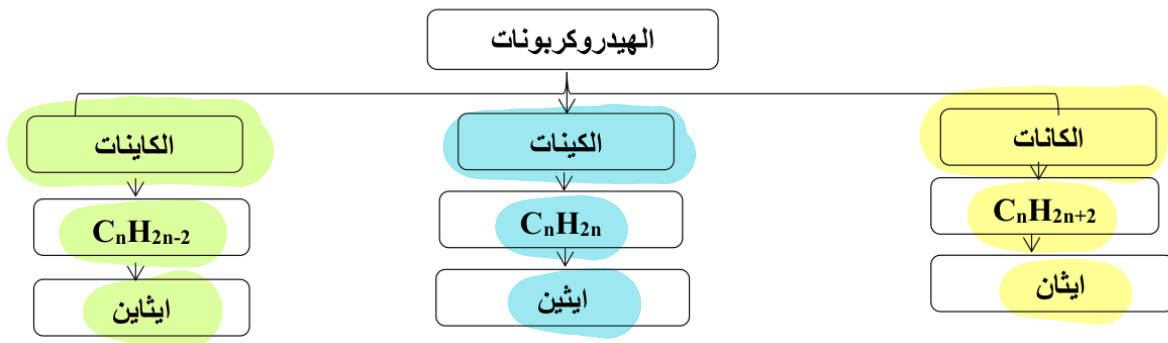 الهيدروكربونات
الكانات
الكينات
الكاينات
CₙH₂ₙ₊₂
CₙH₂ₙ
CₙH₂ₙ₋₂
ايثان
ايثين
ايثاين